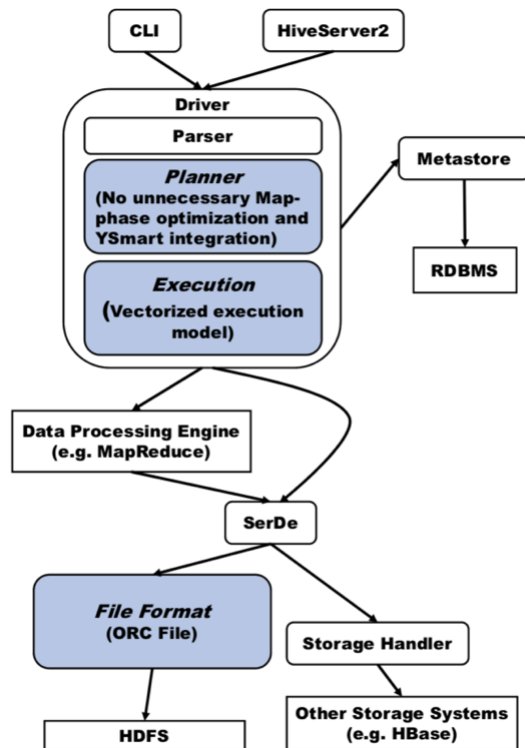 CLI
HiveServer2
Driver
Parser
Planner
(No unnecessary Map-
phase optimization and
YSmart integration)
Metastore
Execution
(Vectorized execution
model)
RDBMS
Data Processing Engine
(e.g. MapReduce)
SerDe
File Format
(ORC File)
Storage Handler
HDFS
Other Storage Systems
(e.g. HBase)